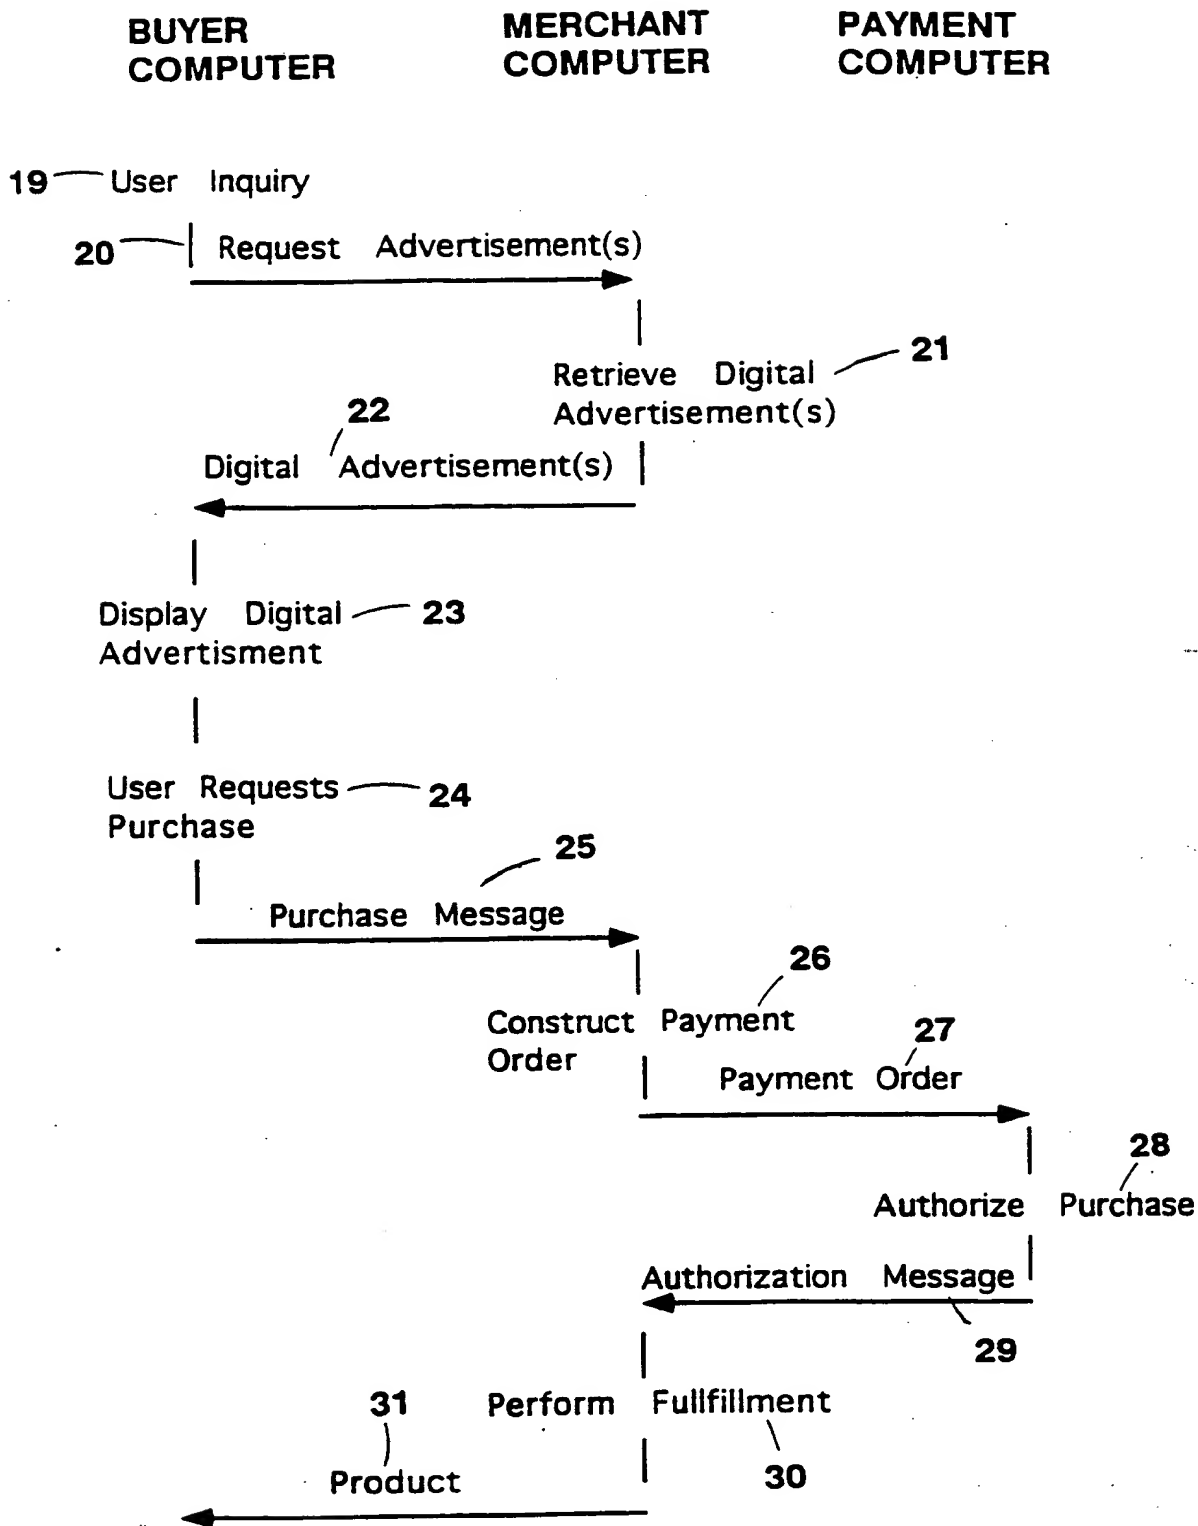 BUYER
COMPUTER
MERCHANT
COMPUTER
PAYMENT
COMPUTER
19 User Inquiry
20 Request Advertisement(s)
21
Retrieve Digital
Advertisement(s)
22
Digital Advertisement(s)
Display Digital 23
Advertisment
User Requests 24
Purchase
25
Purchase Message
26
Construct Payment
Order
27
Payment Order
28
Authorize Purchase
Authorization Message
29
31
Perform Fullfillment
30
Product